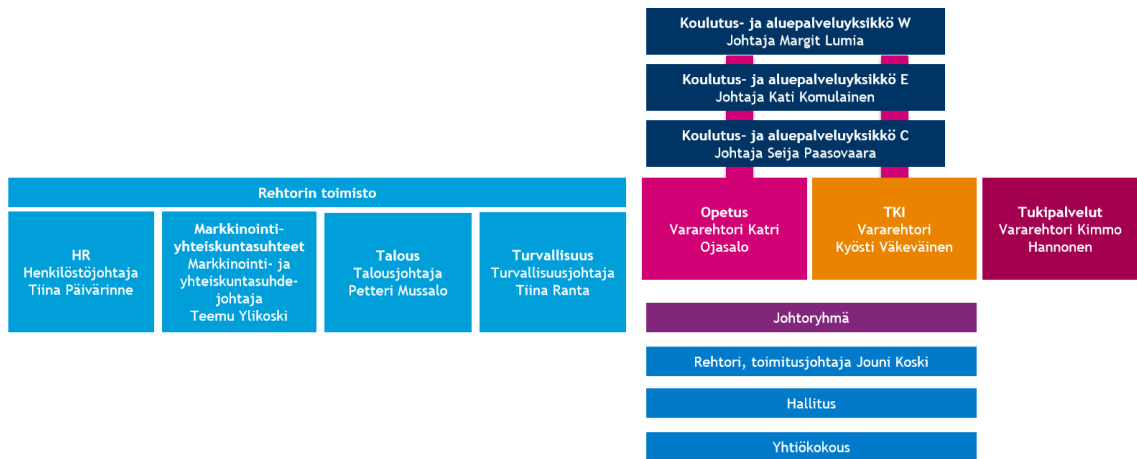 Koulutus- ja aluepalveluyksikkö W
Johtaja Margit Lumia
Koulutus- ja aluepalveluyksikkö E
Johtaja Kati Komulainen
Koulutus- ja aluepalveluyksikkö C
Johtaja Seija Paasovaara
Rehtorin toimisto
HR
Henkilöstöjohtaja
Tiina Päivärinne
Markkinointi-
yhteiskuntasuhteet
Markkinointi- ja
yhteiskuntasuhde-
johtaja
Teemu Ylikoski
Talous
Talousjohtaja
Petteri Mussalo
Turvallisuus
Turvallisuusjohtaja
Tiina Ranta
Opetus
Vararehtori Katri
Ojasalo
TKI
Vararehtori
Kyösti Väkeväinen
Tukipalvelut
Vararehtori Kimmo
Hannonen
Johtoryhmä
Rehtori, toimitusjohtaja Jouni Koski
Hallitus
Yhtiökokous